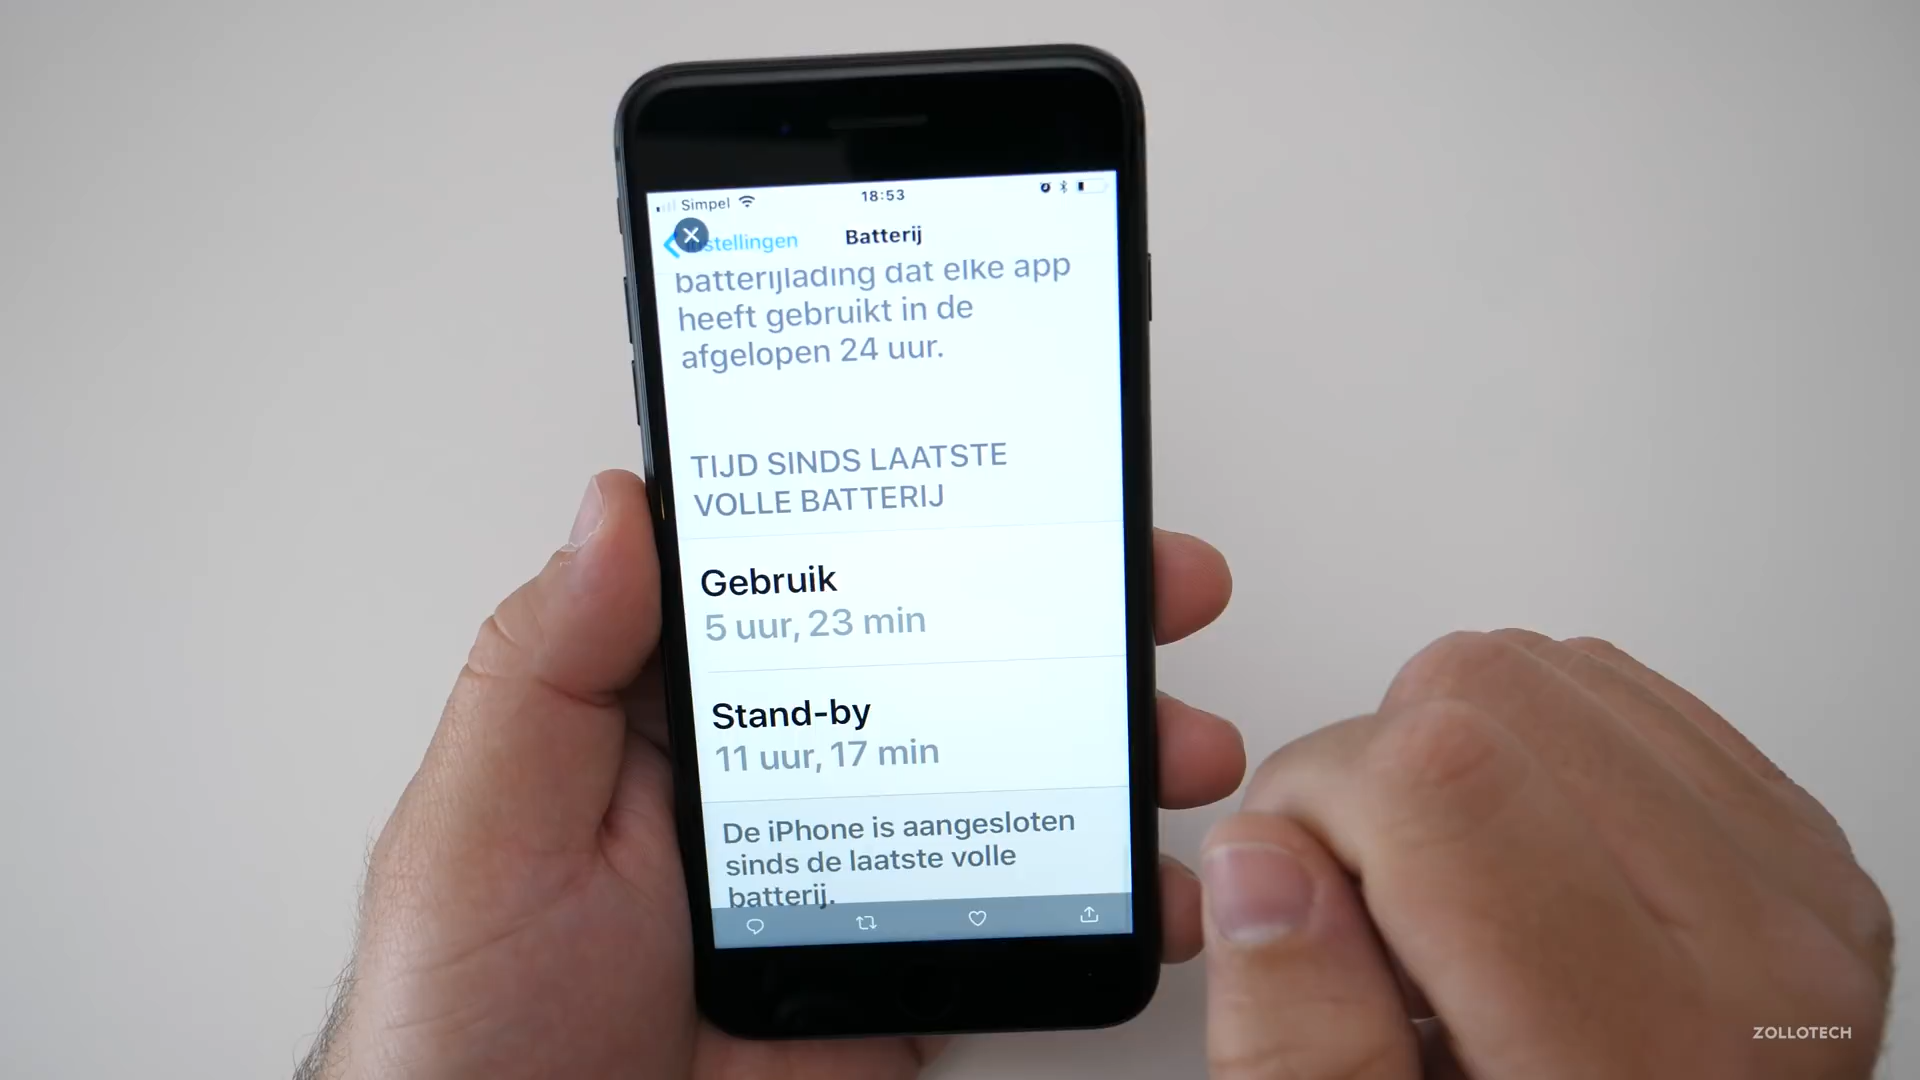 Simpel
18:53
nstellingen
Batterij
batterijlading dat elke app
heeft gebruikt in de
afgelopen 24 uur.
TIJD SINDS LAATSTE
VOLLE BATTERIJ
Gebruik
5 uur, 23 min
Stand-by
11 uur, 17 min
De iPhone is aangesloten
sinds de laatste volle
batterij.
ZOLLOTECH